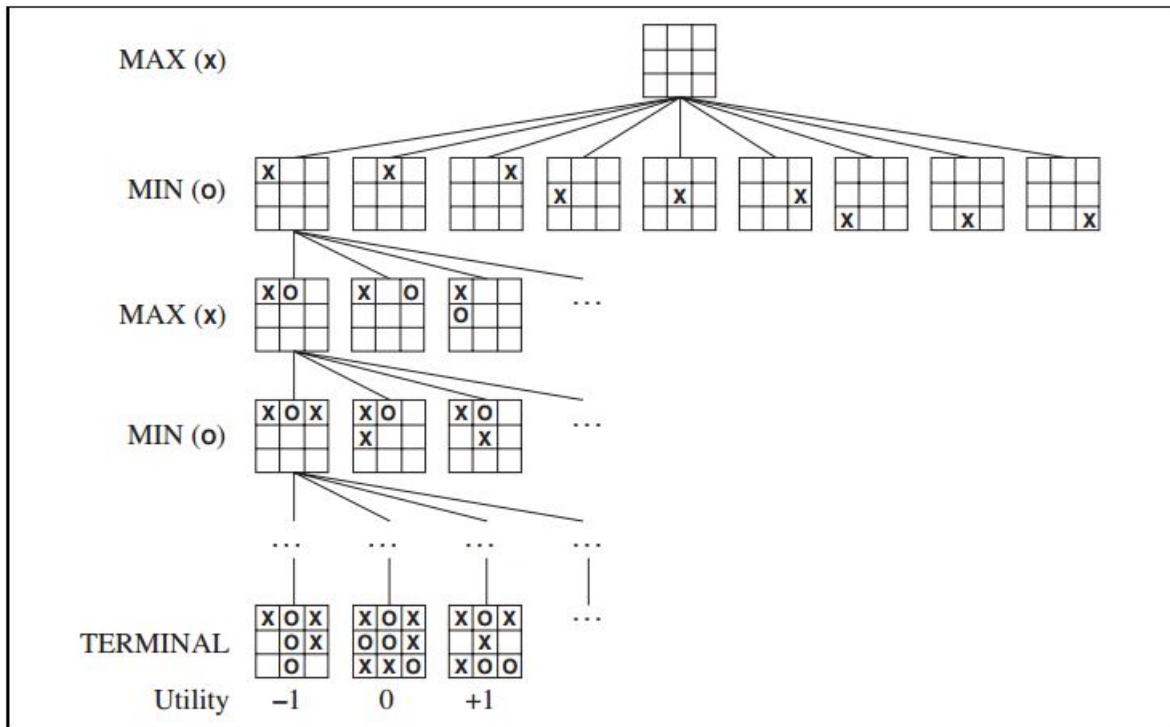 MAX (X)
X X X X X X X X X
MIN (O)
X O X O X
O
...
MAX (X)
X O X X O X O
X X
...
MIN (O)
... ... ... ...
X O X X O X X O X
...
O X O O X X
TERMINAL
O X X O X O O
Utility −1 0 +1